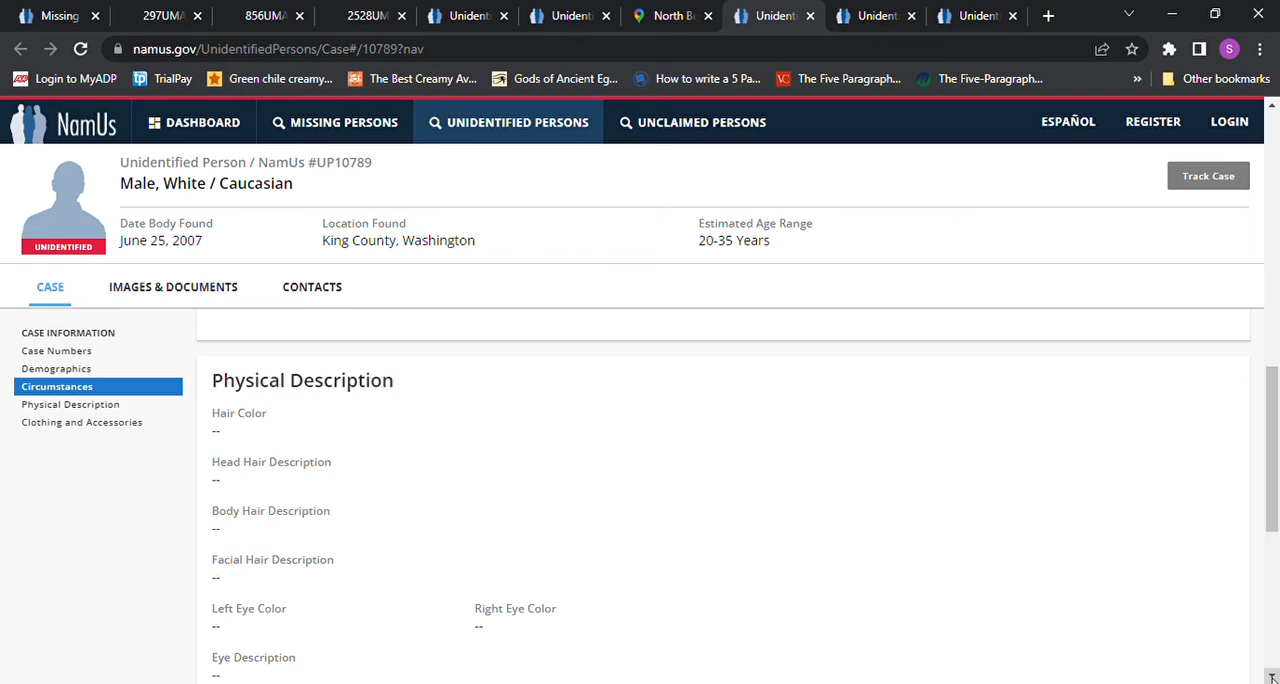 Missing
297UMA
856UMA
2528UM
Unident
Unident
North Be
Unidenti
Unident
Unident
namus.gov/UnidentifiedPersons/Case#/10789?nav
S
Login to MyADP
tp TrialPay
Green chile creamy...
The Best Creamy Av...
Gods of Ancient Eg...
How to write a 5 Pa...
VC The Five Paragraph...
The Five-Paragraph...
»
Other bookmarks
NamUs
DASHBOARD
MISSING PERSONS
UNIDENTIFIED PERSONS
UNCLAIMED PERSONS
ESPAÑOL
REGISTER
LOGIN
Unidentified Person / NamUs #UP10789
Male, White / Caucasian
Track Case
UNIDENTIFIED
Date Body Found
June 25, 2007
Location Found
King County, Washington
Estimated Age Range
20-35 Years
CASE
IMAGES & DOCUMENTS
CONTACTS
CASE INFORMATION
Case Numbers
Demographics
Circumstances
Physical Description
Clothing and Accessories
Physical Description
Hair Color
--
Head Hair Description
--
Body Hair Description
--
Facial Hair Description
--
Left Eye Color
--
Right Eye Color
--
Eye Description
--